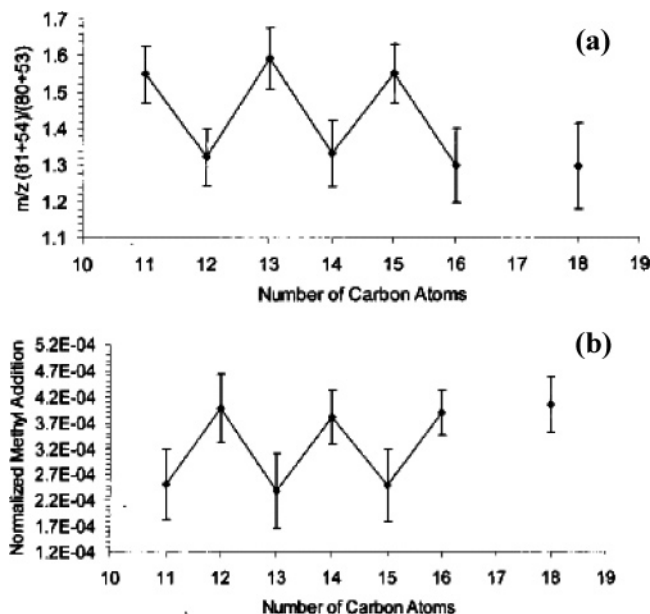 (a)
1.7
1.6
1.5
1.4
1.3
1.2
1.1
m/z (81+54)/(80+53)
10 11 12 13 14 15 16 17 18 19
Number of Carbon Atoms
(b)
5.2E-04
4.7E-04
4.2E-04
3.7E-04
3.2E-04
2.7E-04
2.2E-04
1.7E-04
1.2E-04
Normalized Methyl Addition
10 11 12 13 14 15 16 17 18 19
Number of Carbon Atoms